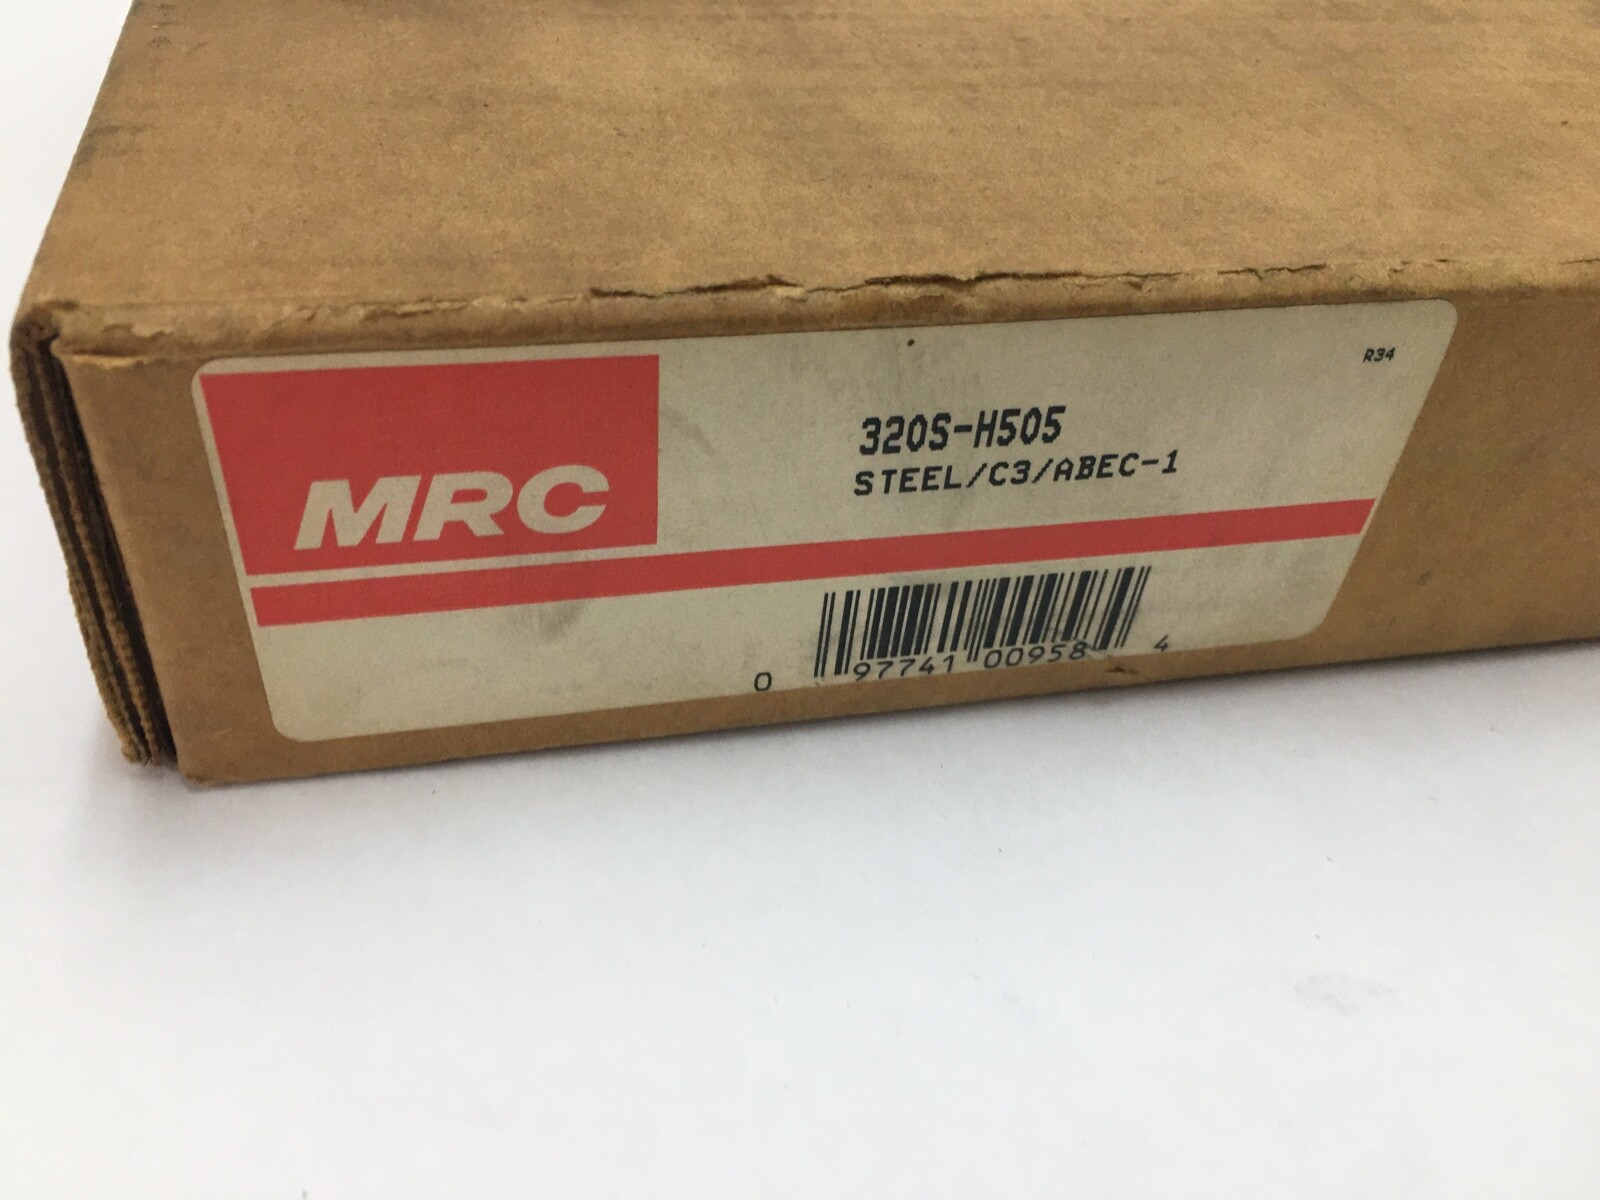 R34
320S-H505
STEEL/C3/ABEC-1
MRC
0 97741 00958 4